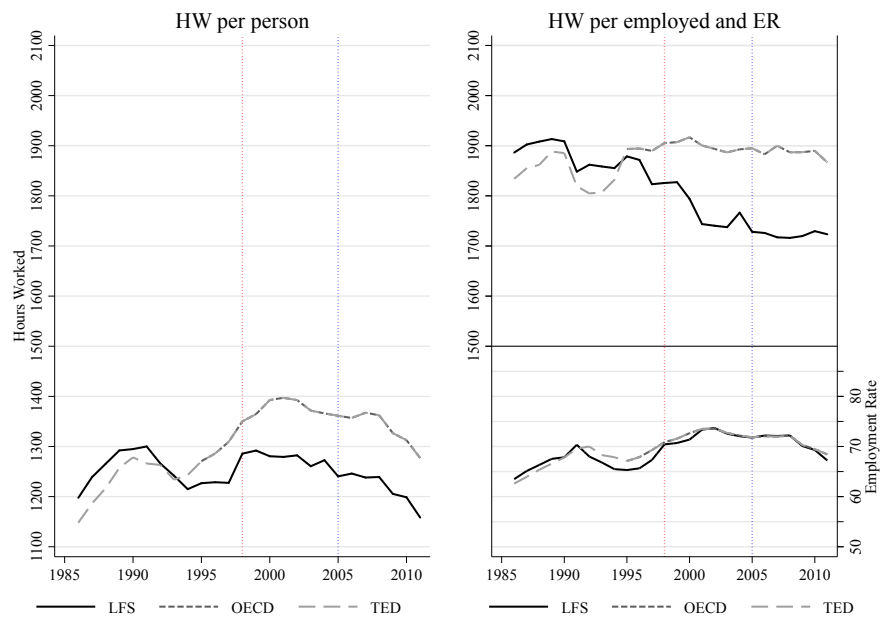 HW per person
2100
2000
1900
1800
1700
1600
1500
1400
1300
1200
1100
Hours Worked
1985 1990 1995 2000 2005 2010
LFS OECD TED
HW per employed and ER
2100
2000
1900
1800
1700
1600
1500
80
70
60
50
Employment Rate
1985 1990 1995 2000 2005 2010
LFS OECD TED